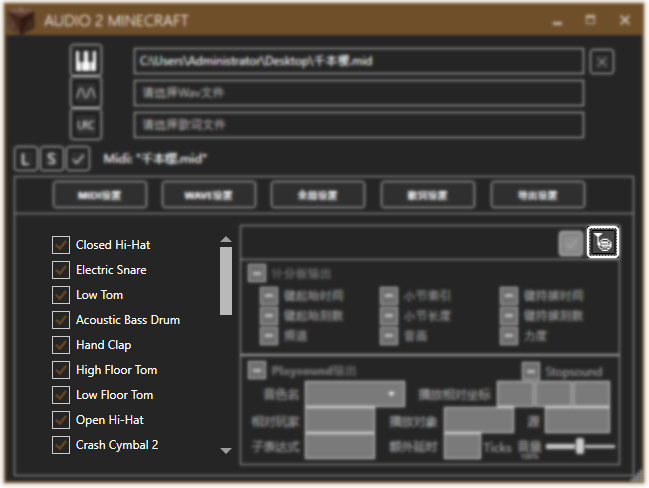 AUDIO 2 MINECRAFT
C:\Users\Administrator\Desktop\千本樱.mid
请选择Wav文件
LRC
请选择歌词文件
L S Midi: "千本樱.mid"
MIDI设置 WAVE设置 全局设置 歌词设置 导出设置
Closed Hi-Hat
Electric Snare
Low Tom
Acoustic Bass Drum
Hand Clap
High Floor Tom
Low Floor Tom
Open Hi-Hat
Crash Cymbal 2
计分板输出
键起始时间 小节索引 键持续时间
键起始刻数 小节长度 键持续刻数
频道 音高 力度
Playsound输出 Stopsound
音色名 播放相对坐标
相对玩家 播放对象 源
子表达式 额外延时 Ticks 音量
100%